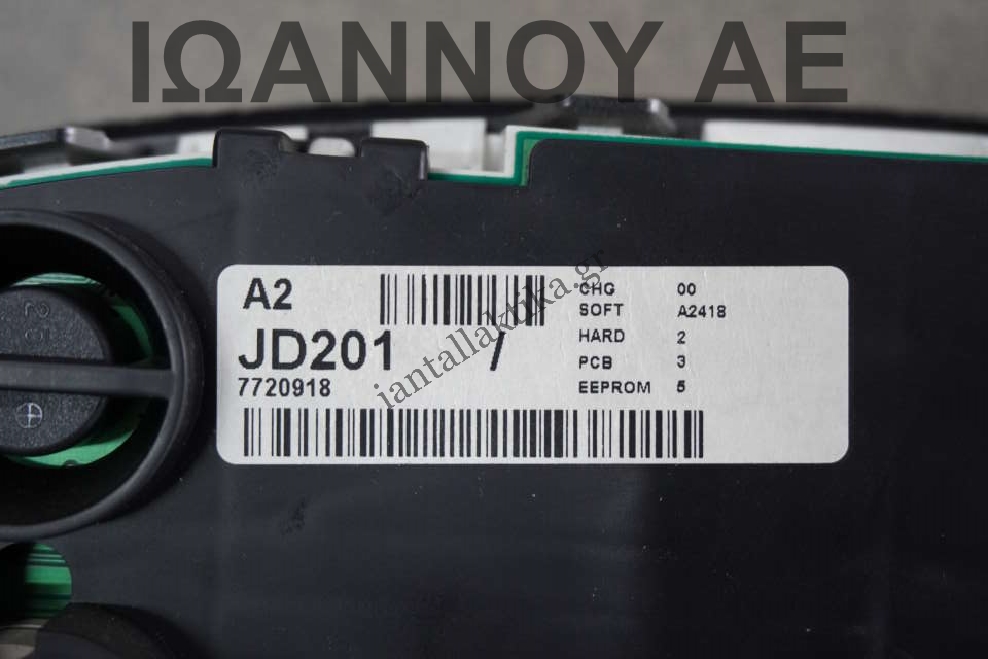 ΙΩΑΝΝΟΥ ΑΕ
A2
JD201 /
7720918
CHG 00
SOFT A2418
HARD 2
PCB 3
EEPROM 5
iantallaktika.gr